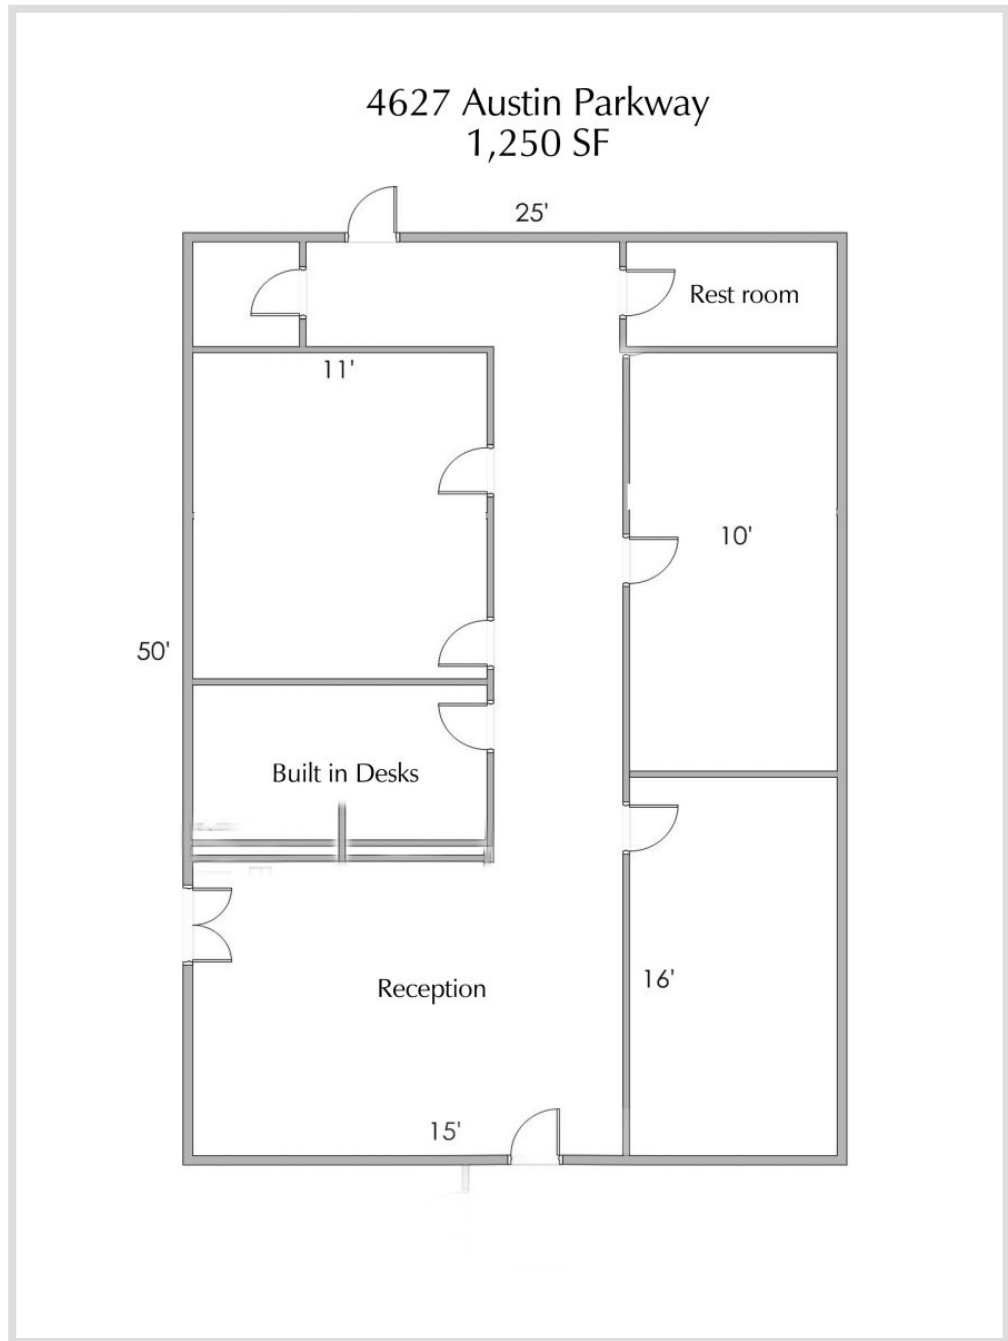 4627 Austin Parkway
1,250 SF
25'
Rest room
11'
10'
50'
Built in Desks
16'
Reception
15'